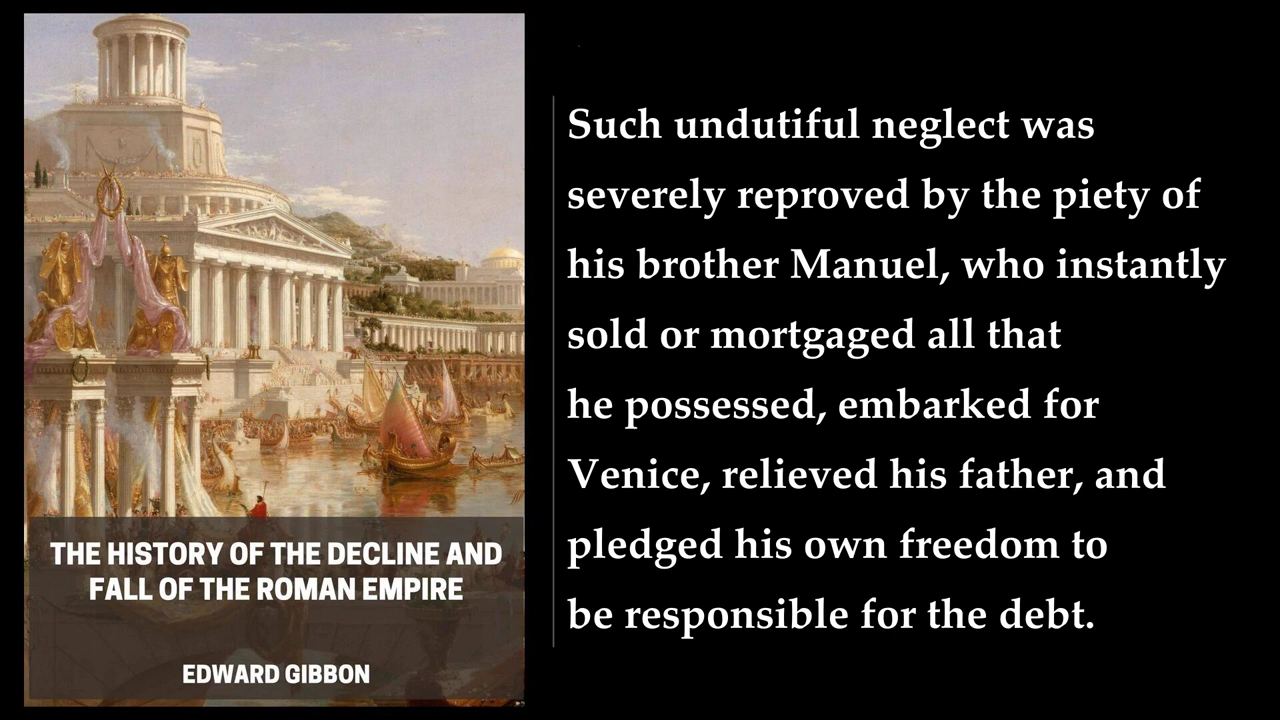 THE HISTORY OF THE DECLINE AND
FALL OF THE ROMAN EMPIRE
EDWARD GIBBON
Such undutiful neglect was
severely reproved by the piety of
his brother Manuel, who instantly
sold or mortgaged all that
he possessed, embarked for
Venice, relieved his father, and
pledged his own freedom to
be responsible for the debt.